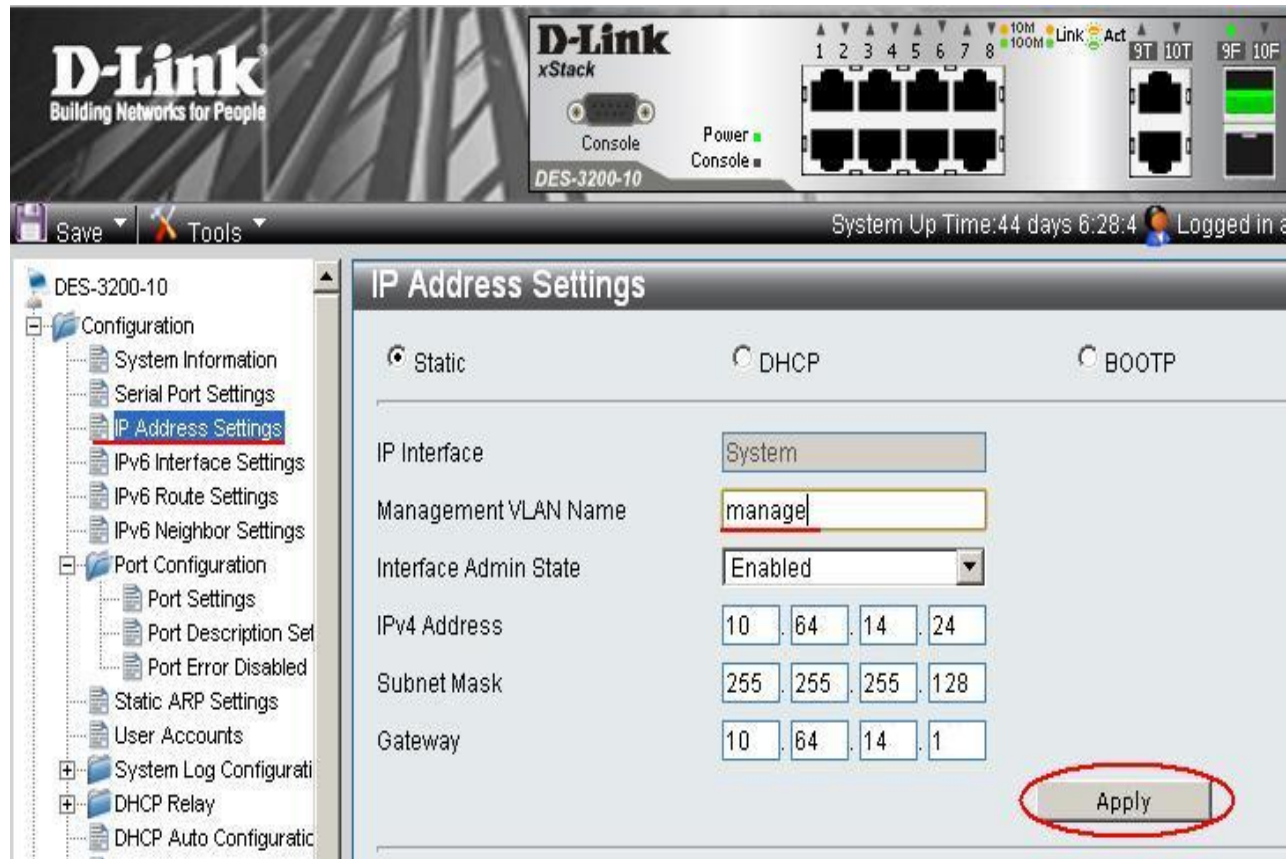 D-Link
Building Networks for People
D-Link
xStack
Console
Power
Console
DES-3200-10
1 2 3 4 5 6 7 8
10M
100M
Link
Act
9T 10T
9F 10F
Save
Tools
System Up Time:44 days 6:28:4
Logged in a
DES-3200-10
Configuration
System Information
Serial Port Settings
IP Address Settings
IPv6 Interface Settings
IPv6 Route Settings
IPv6 Neighbor Settings
Port Configuration
Port Settings
Port Description Set
Port Error Disabled
Static ARP Settings
User Accounts
System Log Configurati
DHCP Relay
DHCP Auto Configuratic
IP Address Settings
Static
DHCP
BOOTP
IP Interface
System
Management VLAN Name
manage
Interface Admin State
Enabled
IPv4 Address
10 . 64 . 14 . 24
Subnet Mask
255 . 255 . 255 . 128
Gateway
10 . 64 . 14 . 1
Apply